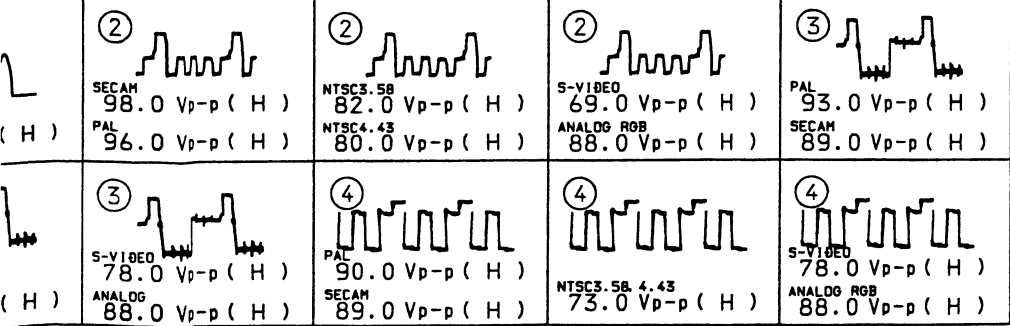 ( H )
②
SECAM
98.0 Vp-p ( H )
PAL
96.0 Vp-p ( H )
②
NTSC3.58
82.0 Vp-p ( H )
NTSC4.43
80.0 Vp-p ( H )
②
S-VIDEO
69.0 Vp-p ( H )
ANALOG RGB
88.0 Vp-p ( H )
③
PAL
93.0 Vp-p ( H )
SECAM
89.0 Vp-p ( H )
( H )
③
S-VIDEO
78.0 Vp-p ( H )
ANALOG
88.0 Vp-p ( H )
④
PAL
90.0 Vp-p ( H )
SECAM
89.0 Vp-p ( H )
④
NTSC3.58, 4.43
73.0 Vp-p ( H )
④
S-VIDEO
78.0 Vp-p ( H )
ANALOG RGB
88.0 Vp-p ( H )